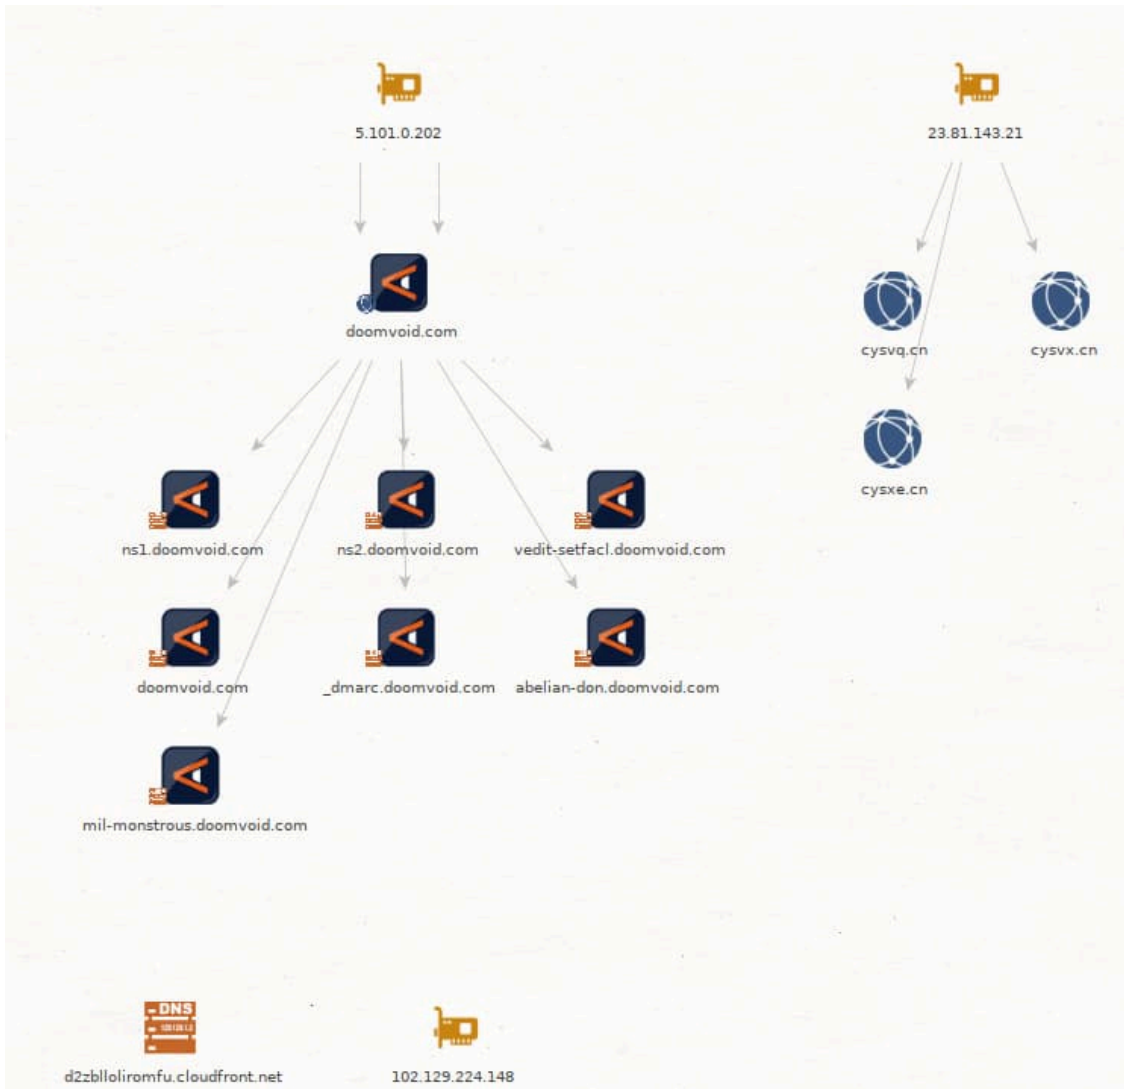 5.101.0.202
23.81.143.21
doomvoid.com
cysvq.cn
cysvx.cn
cysxe.cn
ns1.doomvoid.com
ns2.doomvoid.com
vedit-setfacl.doomvoid.com
doomvoid.com
_dmarc.doomvoid.com
abelian-don.doomvoid.com
mil-monstrous.doomvoid.com
DNS
d2zblloliromfu.cloudfront.net
102.129.224.148